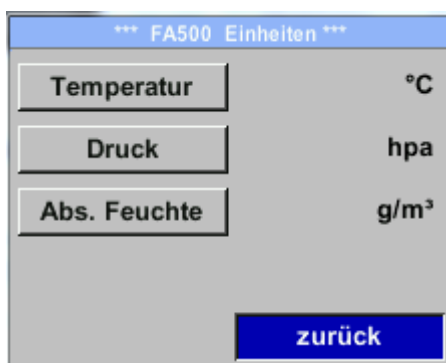 *** FA500 Einheiten ***
Temperatur °C
Druck hpa
Abs. Feuchte g/m³
zurück